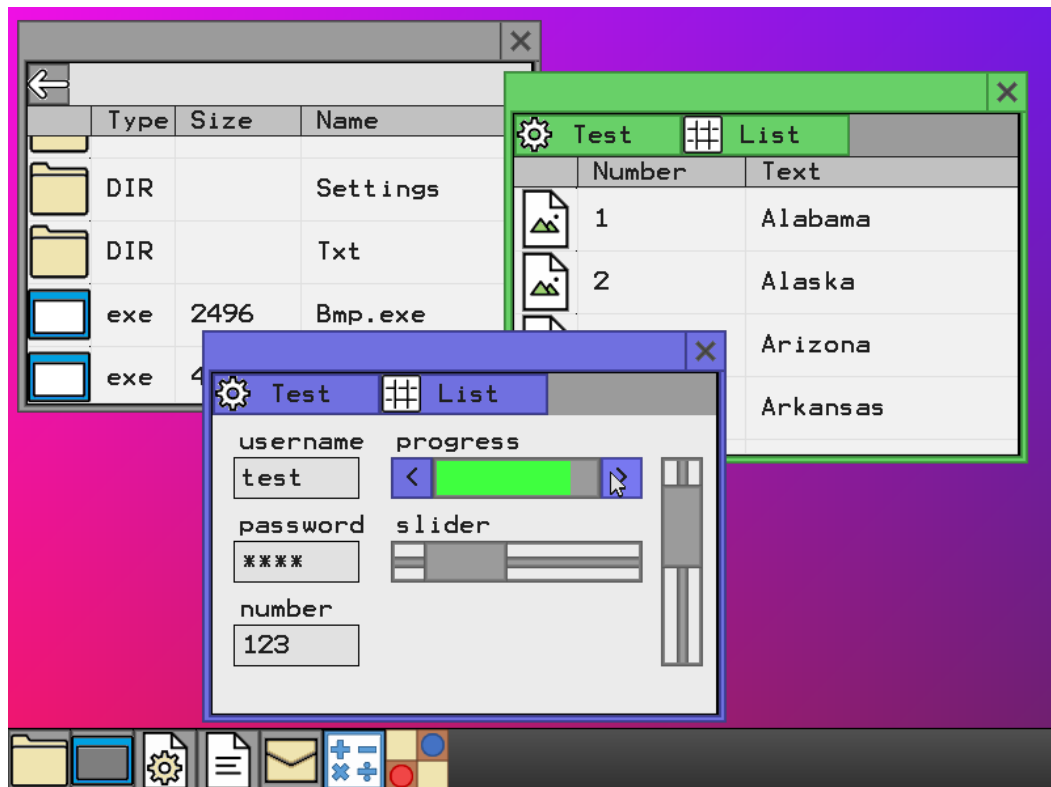 Type Size Name
DIR Settings
DIR Txt
exe 2496 Bmp.exe
exe 4
Test List
Number Text
1 Alabama
2 Alaska
Arizona
Arkansas
Test List
username progress
test < >
password slider
****
number
123